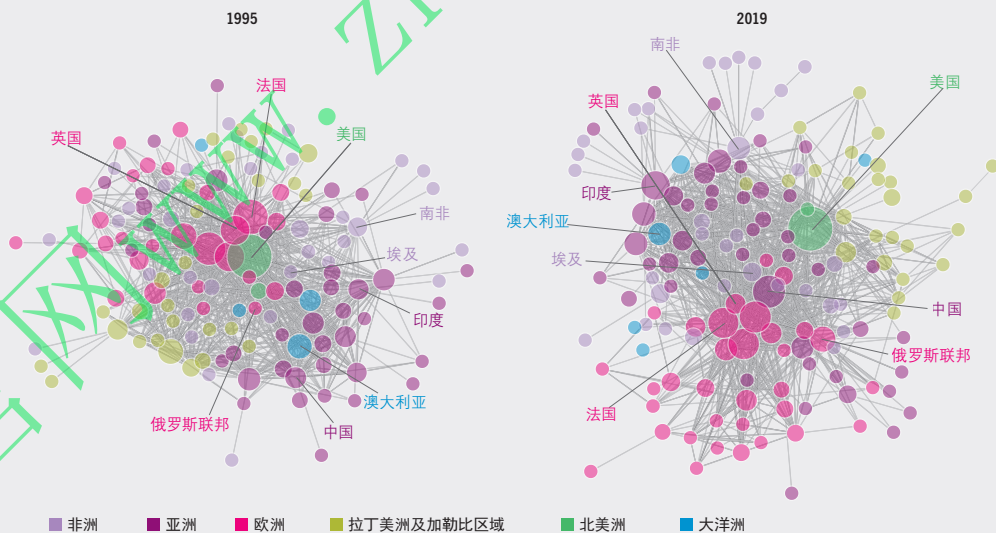 1995
2019
法国
英国
美国
南非
埃及
印度
澳大利亚
俄罗斯联邦
中国
南非
美国
英国
印度
澳大利亚
埃及
中国
俄罗斯联邦
法国
非洲
亚洲
欧洲
拉丁美洲及加勒比区域
北美洲
大洋洲